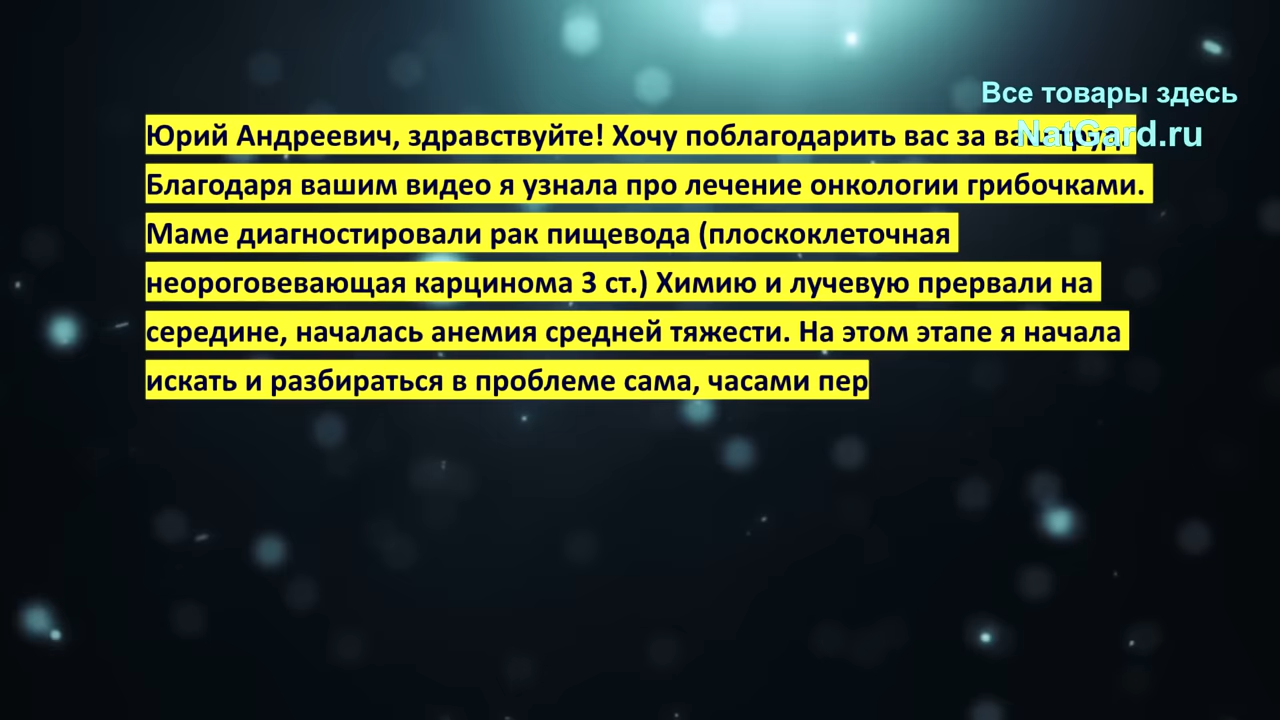 Все товары здесь
NatGard.ru
Юрий Андреевич, здравствуйте! Хочу поблагодарить вас за
Благодаря вашим видео я узнала про лечение онкологии грибочками.
Маме диагностировали рак пищевода (плоскоклеточная
неороговевающая карцинома 3 ст.) Химию и лучевую прервали на
середине, началась анемия средней тяжести. На этом этапе я начала
искать и разбираться в проблеме сама, часами пер